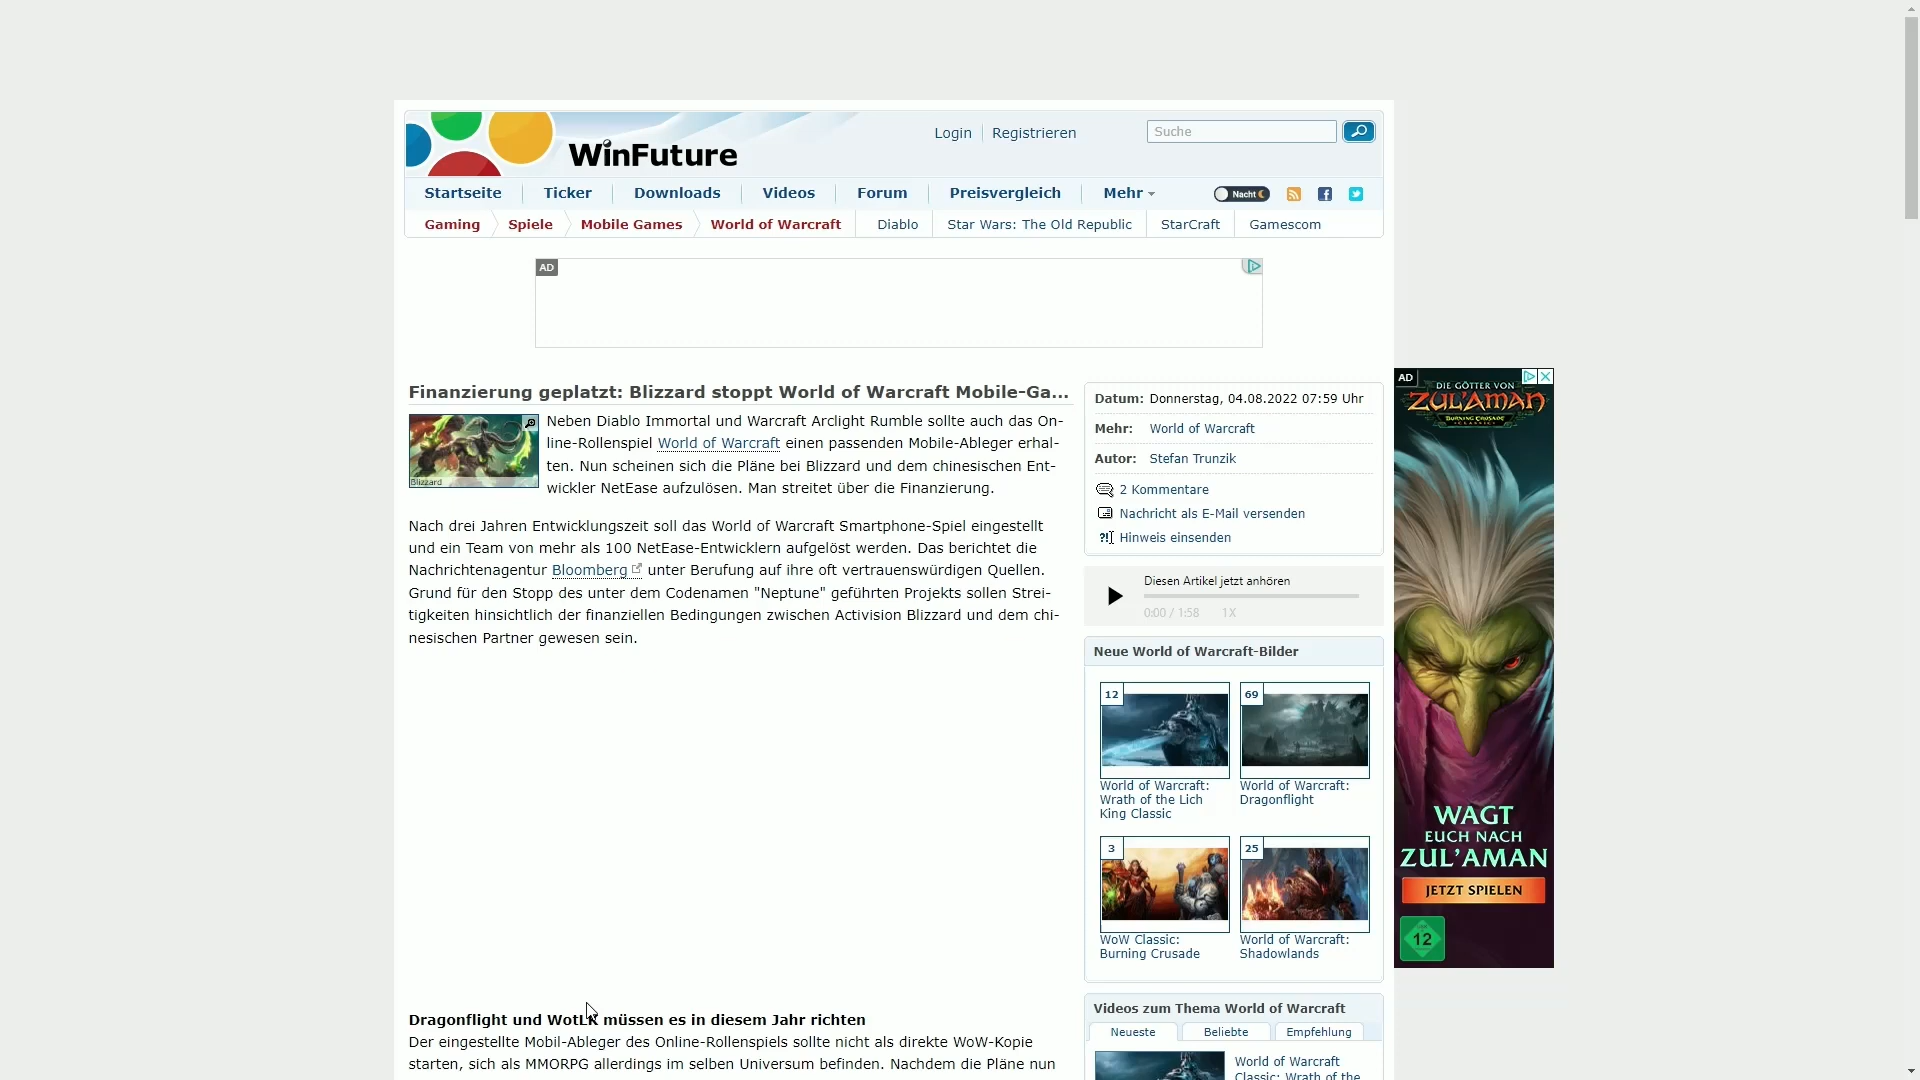 WinFuture
Login
Registrieren
Suche
Startseite
Ticker
Downloads
Videos
Forum
Preisvergleich
Mehr
Nacht
Gaming
Spiele
Mobile Games
World of Warcraft
Diablo
Star Wars: The Old Republic
StarCraft
Gamescom
AD
Finanzierung geplatzt: Blizzard stoppt World of Warcraft Mobile-Ga...
Blizzard
Neben Diablo Immortal und Warcraft Arclight Rumble sollte auch das On-
line-Rollenspiel World of Warcraft einen passenden Mobile-Ableger erhal-
ten. Nun scheinen sich die Pläne bei Blizzard und dem chinesischen Ent-
wickler NetEase aufzulösen. Man streitet über die Finanzierung.
Nach drei Jahren Entwicklungszeit soll das World of Warcraft Smartphone-Spiel eingestellt
und ein Team von mehr als 100 NetEase-Entwicklern aufgelöst werden. Das berichtet die
Nachrichtenagentur Bloomberg unter Berufung auf ihre oft vertrauenswürdigen Quellen.
Grund für den Stopp des unter dem Codenamen "Neptune" geführten Projekts sollen Strei-
tigkeiten hinsichtlich der finanziellen Bedingungen zwischen Activision Blizzard und dem chi-
nesischen Partner gewesen sein.
Dragonflight und WotLK müssen es in diesem Jahr richten
Der eingestellte Mobil-Ableger des Online-Rollenspiels sollte nicht als direkte WoW-Kopie
starten, sich als MMORPG allerdings im selben Universum befinden. Nachdem die Pläne nun
Datum: Donnerstag, 04.08.2022 07:59 Uhr
Mehr: World of Warcraft
Autor: Stefan Trunzik
2 Kommentare
Nachricht als E-Mail versenden
Hinweis einsenden
Diesen Artikel jetzt anhören
0:00 / 1:58 1X
Neue World of Warcraft-Bilder
12
World of Warcraft:
Wrath of the Lich
King Classic
69
World of Warcraft:
Dragonflight
3
WoW Classic:
Burning Crusade
25
World of Warcraft:
Shadowlands
Videos zum Thema World of Warcraft
Neueste
Beliebte
Empfehlung
World of Warcraft
Classic: Wrath of the
AD
DIE GÖTTER VON
ZUL'AMAN
BURNING CRUSADE
CLASSIC
WAGT
EUCH NACH
ZUL'AMAN
JETZT SPIELEN
12